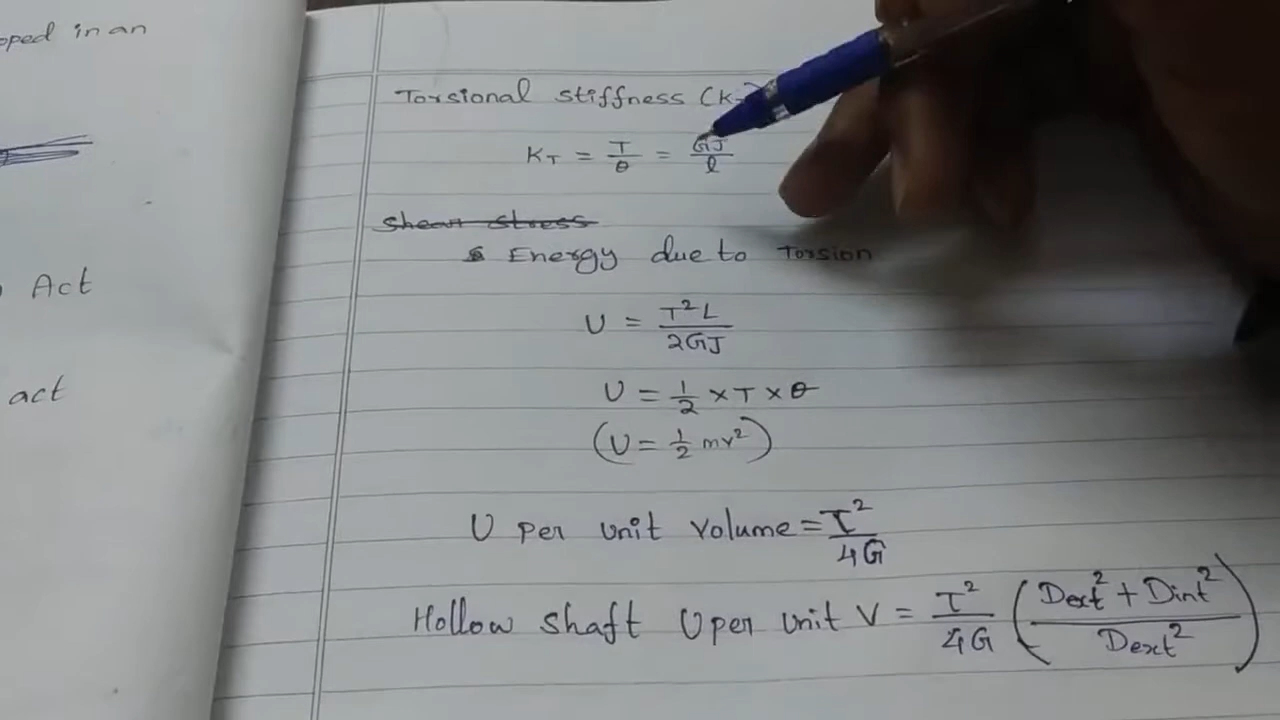 oped in an
Act
act
Torsional stiffness (K
K_T = T/θ = GJ/l
Shear stress
Energy due to Torsion
U = T²L/2GJ
U = 1/2 × T × θ
(U = 1/2 mv²)
U per unit volume = τ²/4G
Hollow shaft U per unit V = τ²/4G (Dext² + Dint²/Dext²)